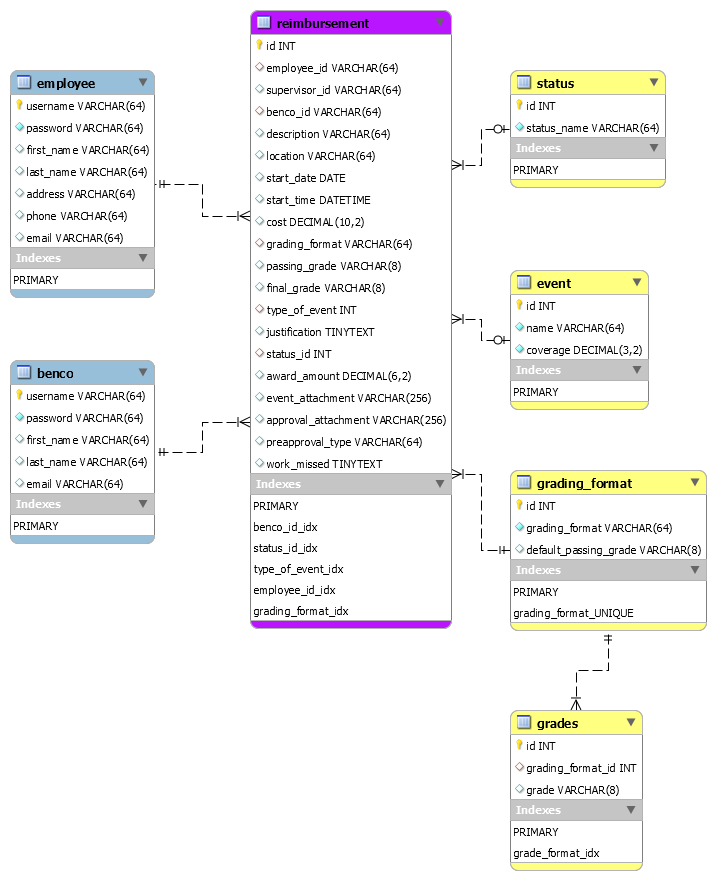 employee
username VARCHAR(64)
password VARCHAR(64)
first_name VARCHAR(64)
last_name VARCHAR(64)
address VARCHAR(64)
phone VARCHAR(64)
email VARCHAR(64)
Indexes
PRIMARY
benco
username VARCHAR(64)
password VARCHAR(64)
first_name VARCHAR(64)
last_name VARCHAR(64)
email VARCHAR(64)
Indexes
PRIMARY
reimbursement
id INT
employee_id VARCHAR(64)
supervisor_id VARCHAR(64)
benco_id VARCHAR(64)
description VARCHAR(64)
location VARCHAR(64)
start_date DATE
start_time DATETIME
cost DECIMAL(10,2)
grading_format VARCHAR(64)
passing_grade VARCHAR(8)
final_grade VARCHAR(8)
type_of_event INT
justification TINYTEXT
status_id INT
award_amount DECIMAL(6,2)
event_attachment VARCHAR(256)
approval_attachment VARCHAR(256)
preapproval_type VARCHAR(64)
work_missed TINYTEXT
Indexes
PRIMARY
benco_id_idx
status_id_idx
type_of_event_idx
employee_id_idx
grading_format_idx
status
id INT
status_name VARCHAR(64)
Indexes
PRIMARY
event
id INT
name VARCHAR(64)
coverage DECIMAL(3,2)
Indexes
PRIMARY
grading_format
id INT
grading_format VARCHAR(64)
default_passing_grade VARCHAR(8)
Indexes
PRIMARY
grading_format_UNIQUE
grades
id INT
grading_format_id INT
grade VARCHAR(8)
Indexes
PRIMARY
grade_format_idx